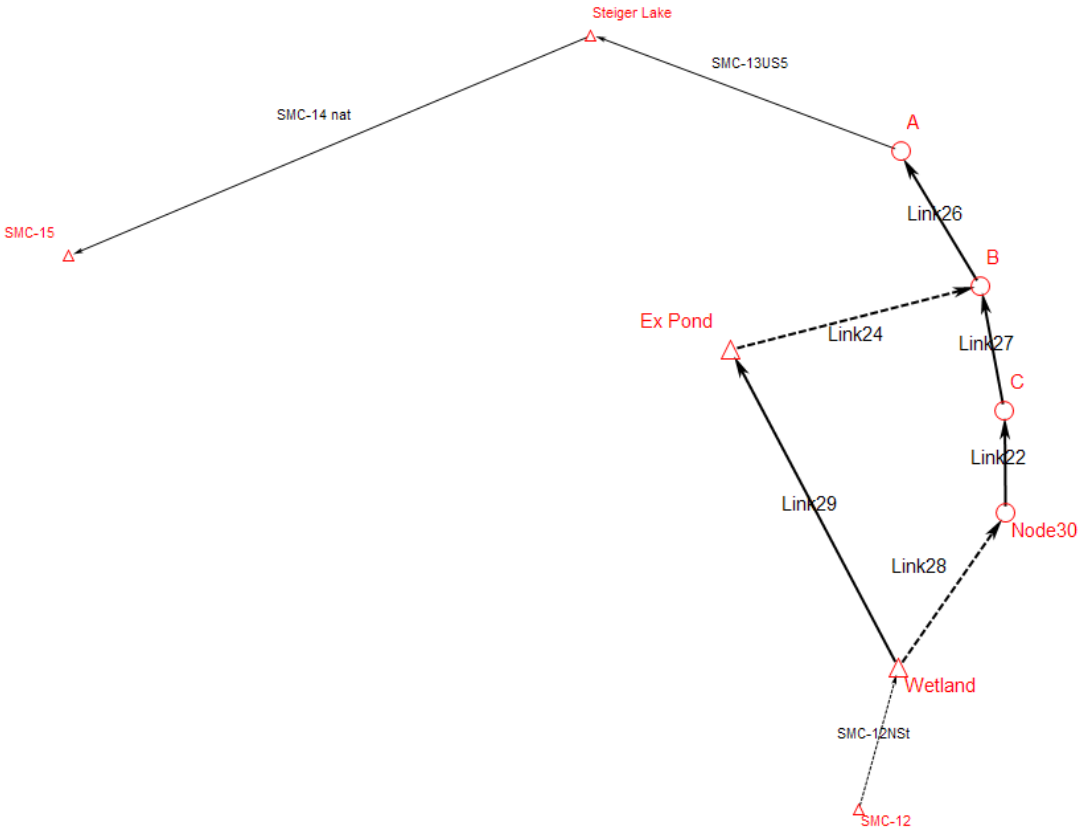 Steiger Lake
SMC-13US5
SMC-14 nat
A
Link26
SMC-15
B
Ex Pond
Link24
Link27
C
Link22
Link29
Node30
Link28
Wetland
SMC-12NSt
SMC-12